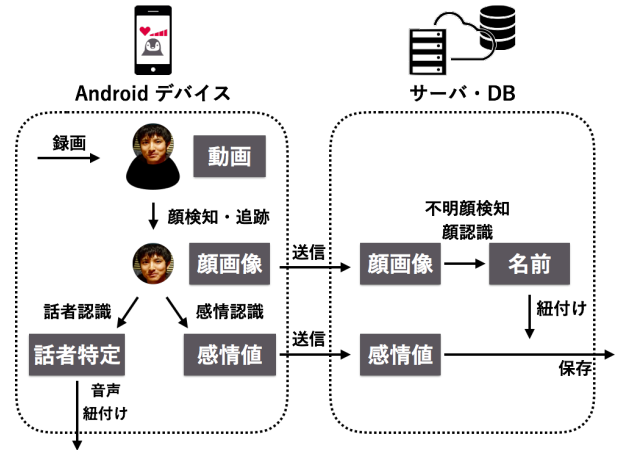 Android デバイス
サーバ・DB
録画
動画
顔検知・追跡
不明顔検知
顔認識
顔画像
送信
顔画像
名前
話者認識
感情認識
紐付け
話者特定
感情値
送信
感情値
保存
音声
紐付け